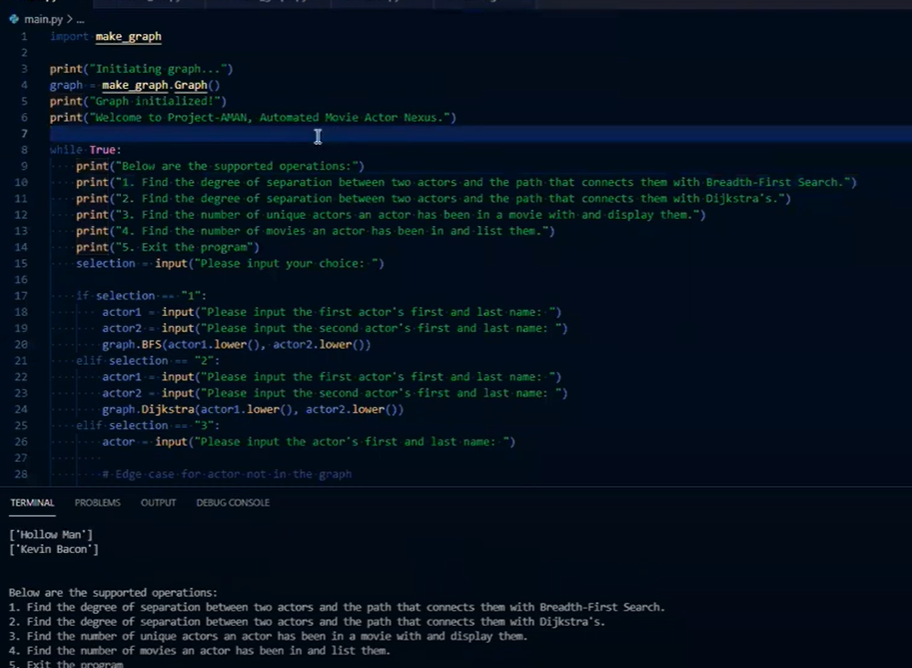 main.py > ...
1 import make_graph
2
3 print("Initiating graph...")
4 graph = make_graph.Graph()
5 print("Graph initialized!")
6 print("Welcome to Project-AMAN, Automated Movie Actor Nexus.")
7
8 while True:
9 print("Below are the supported operations:")
10 print("1. Find the degree of separation between two actors and the path that connects them with Breadth-First Search.")
11 print("2. Find the degree of separation between two actors and the path that connects them with Dijkstra's.")
12 print("3. Find the number of unique actors an actor has been in a movie with and display them.")
13 print("4. Find the number of movies an actor has been in and list them.")
14 print("5. Exit the program")
15 selection = input("Please input your choice: ")
16
17 if selection == "1":
18 actor1 = input("Please input the first actor's first and last name: ")
19 actor2 = input("Please input the second actor's first and last name: ")
20 graph.BFS(actor1.lower(), actor2.lower())
21 elif selection == "2":
22 actor1 = input("Please input the first actor's first and last name: ")
23 actor2 = input("Please input the second actor's first and last name: ")
24 graph.Dijkstra(actor1.lower(), actor2.lower())
25 elif selection == "3":
26 actor = input("Please input the actor's first and last name: ")
27
28 # Edge case for actor not in the graph
TERMINAL PROBLEMS OUTPUT DEBUG CONSOLE
['Hollow Man']
['Kevin Bacon']
Below are the supported operations:
1. Find the degree of separation between two actors and the path that connects them with Breadth-First Search.
2. Find the degree of separation between two actors and the path that connects them with Dijkstra's.
3. Find the number of unique actors an actor has been in a movie with and display them.
4. Find the number of movies an actor has been in and list them.
5. Exit the program